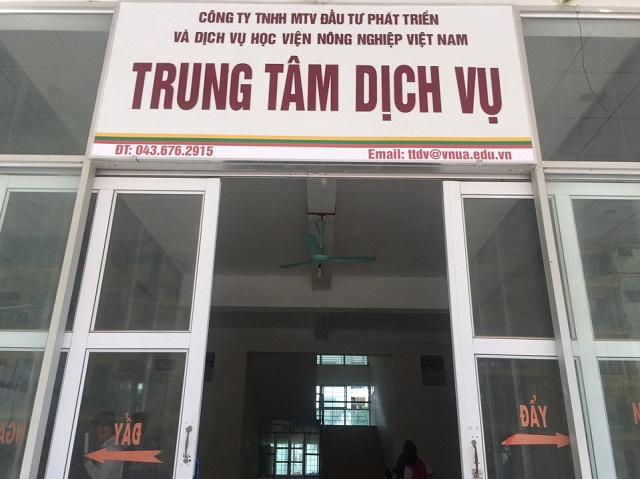 CÔNG TY TNHH MTV ĐẦU TƯ PHÁT TRIỂN
VÀ DỊCH VỤ HỌC VIỆN NÔNG NGHIỆP VIỆT NAM
TRUNG TÂM DỊCH VỤ
ĐT: 043.676.2915
Email: ttdv@vnua.edu.vn
ĐẨY
ĐẨY